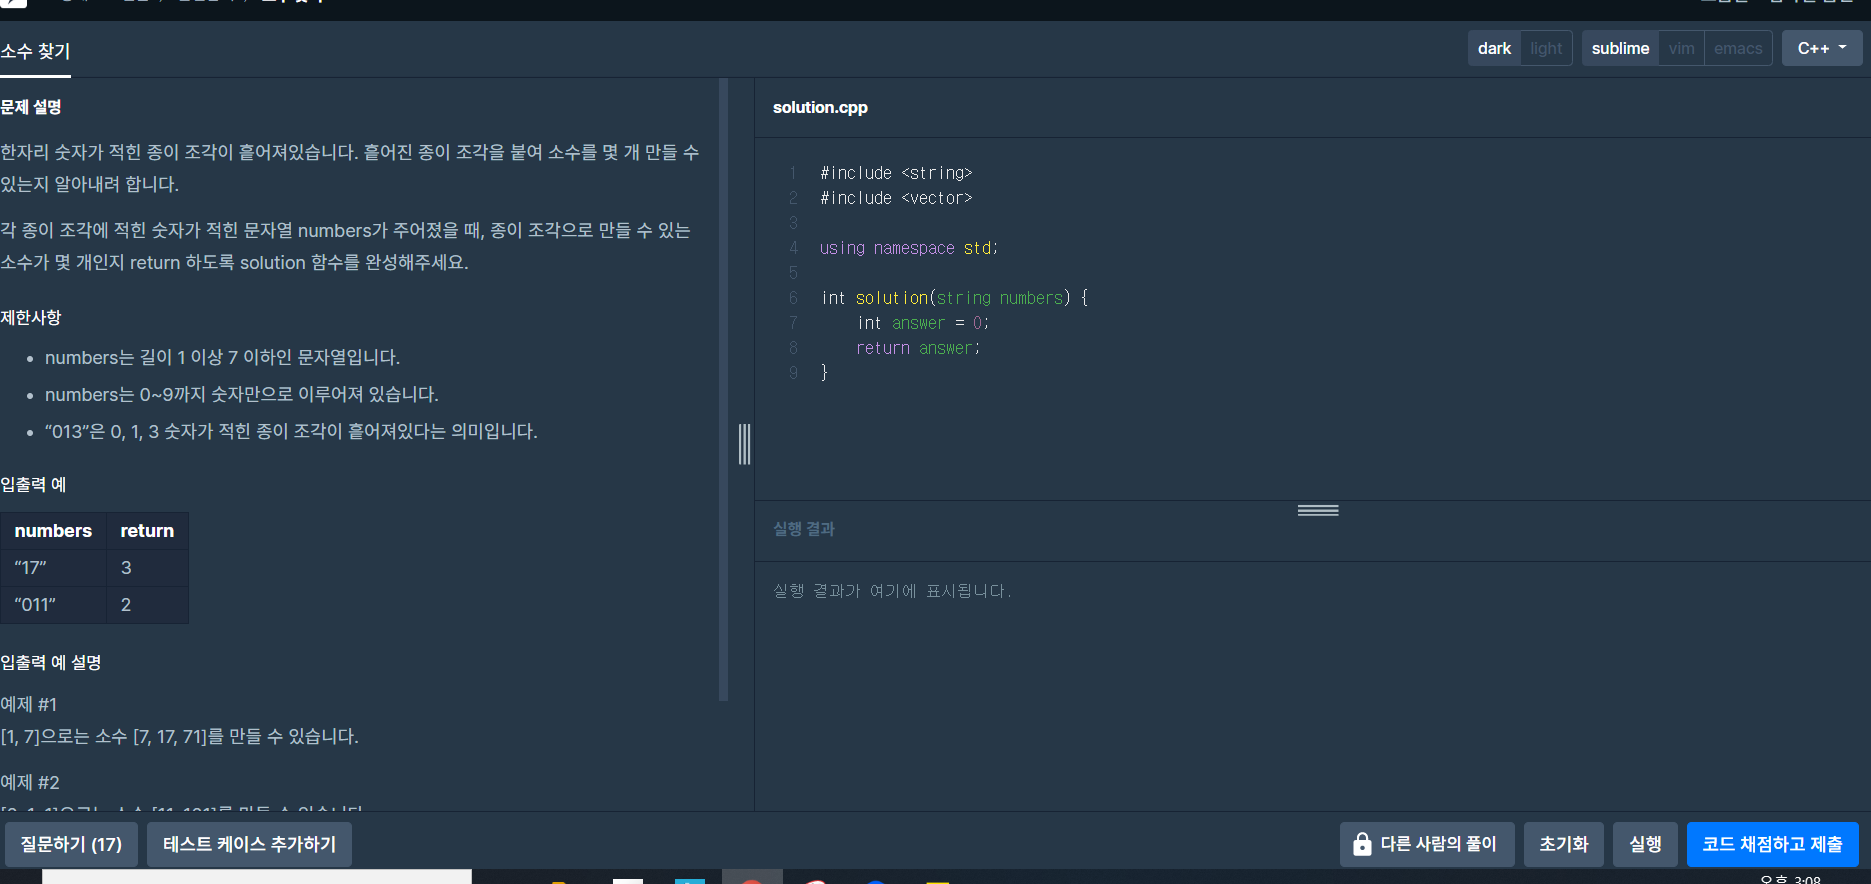 소수 찾기
dark light sublime vim emacs C++
문제 설명
한자리 숫자가 적힌 종이 조각이 흩어져있습니다. 흩어진 종이 조각을 붙여 소수를 몇 개 만들 수
있는지 알아내려 합니다.
각 종이 조각에 적힌 숫자가 적힌 문자열 numbers가 주어졌을 때, 종이 조각으로 만들 수 있는
소수가 몇 개인지 return 하도록 solution 함수를 완성해주세요.
제한사항
• numbers는 길이 1 이상 7 이하인 문자열입니다.
• numbers는 0~9까지 숫자만으로 이루어져 있습니다.
• “013”은 0, 1, 3 숫자가 적힌 종이 조각이 흩어져있다는 의미입니다.
입출력 예
numbers return
“17” 3
“011” 2
입출력 예 설명
예제 #1
[1, 7]으로는 소수 [7, 17, 71]를 만들 수 있습니다.
예제 #2
solution.cpp
1 #include <string>
2 #include <vector>
3
4 using namespace std;
5
6 int solution(string numbers) {
7 int answer = 0;
8 return answer;
9 }
실행 결과
실행 결과가 여기에 표시됩니다.
질문하기 (17) 테스트 케이스 추가하기 다른 사람의 풀이 초기화 실행 코드 채점하고 제출
오후 3:08